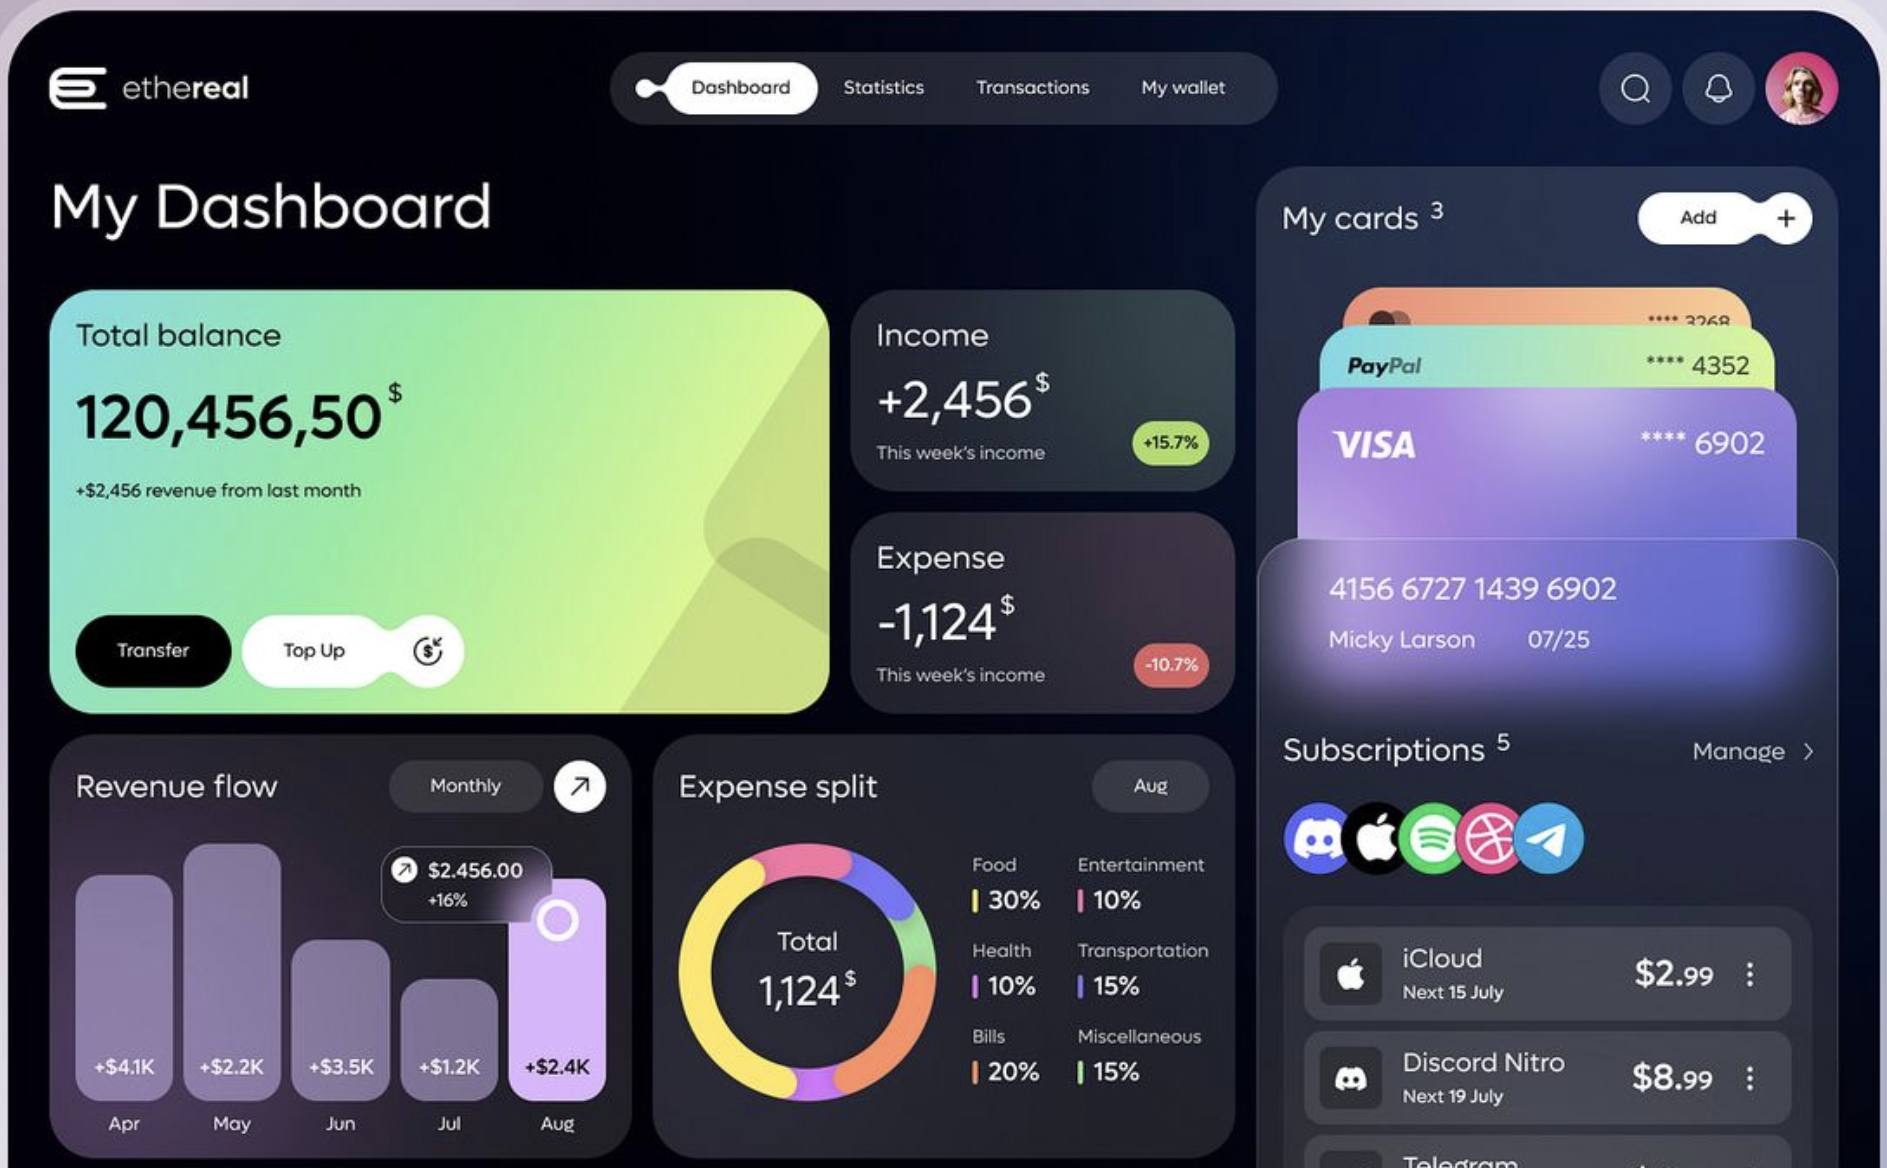 ethereal
Dashboard
Statistics
Transactions
My wallet
My Dashboard
Total balance
120,456,50 $
+$2,456 revenue from last month
Transfer
Top Up
$
Income
+2,456 $
This week's income
+15.7%
Expense
-1,124 $
This week's income
-10.7%
My cards 3
Add +
**** 3268
PayPal
**** 4352
VISA
**** 6902
4156 6727 1439 6902
Micky Larson 07/25
Revenue flow
Monthly
$2.456.00
+16%
+$4.1K
+$2.2K
+$3.5K
+$1.2K
+$2.4K
Apr
May
Jun
Jul
Aug
Expense split
Aug
Total
1,124 $
Food
30%
Entertainment
10%
Health
10%
Transportation
15%
Bills
20%
Miscellaneous
15%
Subscriptions 5
Manage
iCloud
Next 15 July
$2.99
Discord Nitro
Next 19 July
$8.99
Telegram